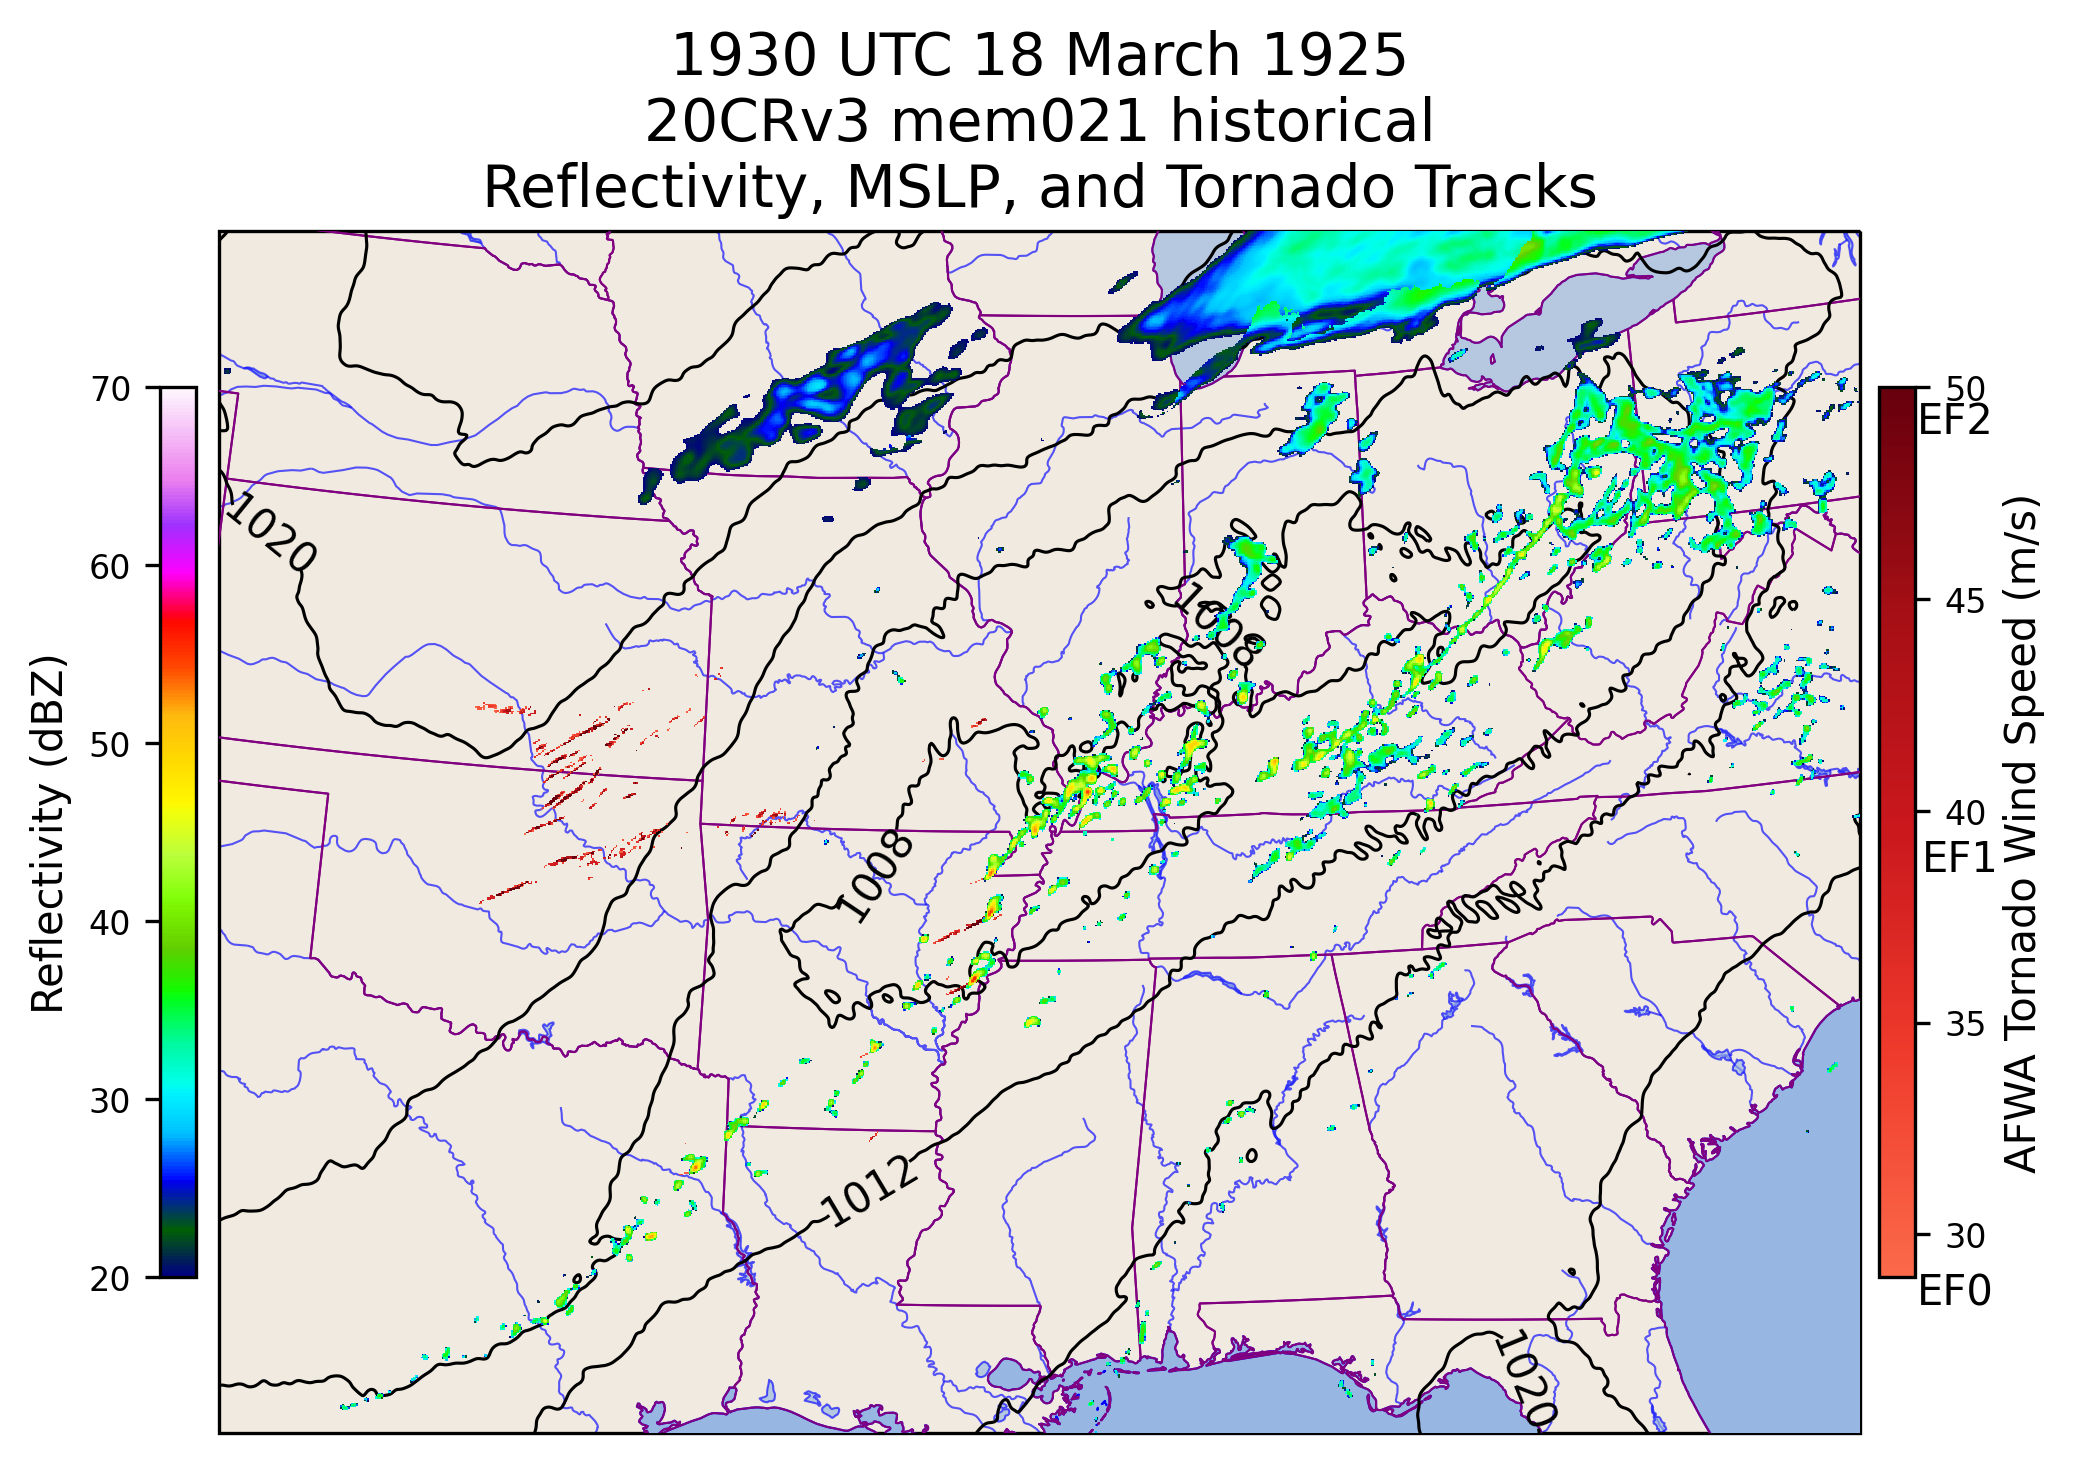 1930 UTC 18 March 1925
20CRv3 mem021 historical
Reflectivity, MSLP, and Tornado Tracks
Reflectivity (dBZ)
70
60
50
40
30
20
1020
1008
1008
1012
1020
50
EF2
45
40
EF1
35
30
EF0
AFWA Tornado Wind Speed (m/s)